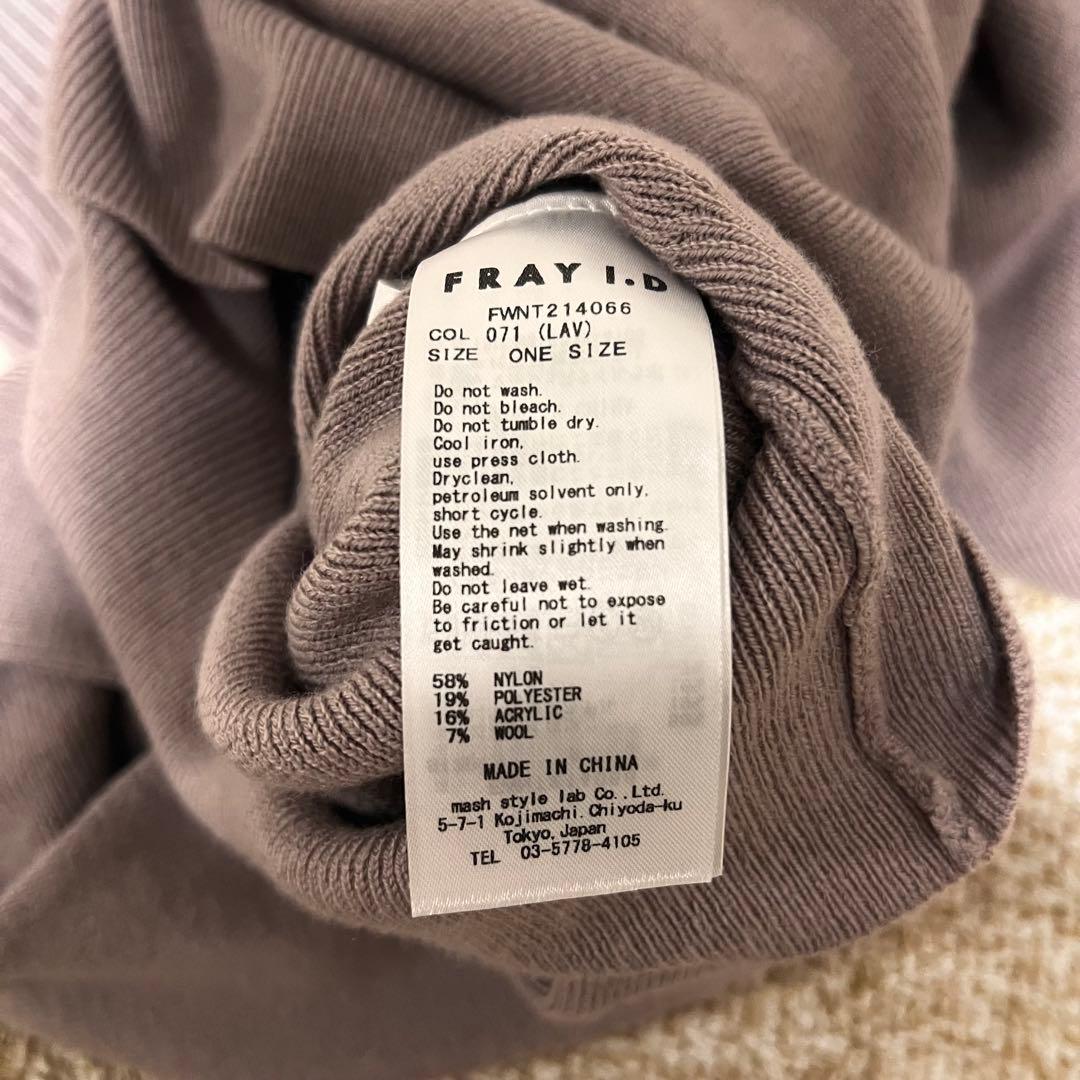 FRAY I.D
FWNT214066
COL 071 (LAV)
SIZE ONE SIZE
Do not wash.
Do not bleach.
Do not tumble dry.
Cool iron,
use press cloth.
Dryclean,
petroleum solvent only,
short cycle.
Use the net when washing.
May shrink slightly when
washed.
Do not leave wet.
Be careful not to expose
to friction or let it
get caught.
58% NYLON
19% POLYESTER
16% ACRYLIC
7% WOOL
MADE IN CHINA
mash style lab Co.,Ltd.
5-7-1 Kojimachi.Chiyoda-ku
Tokyo,Japan
TEL 03-5778-4105